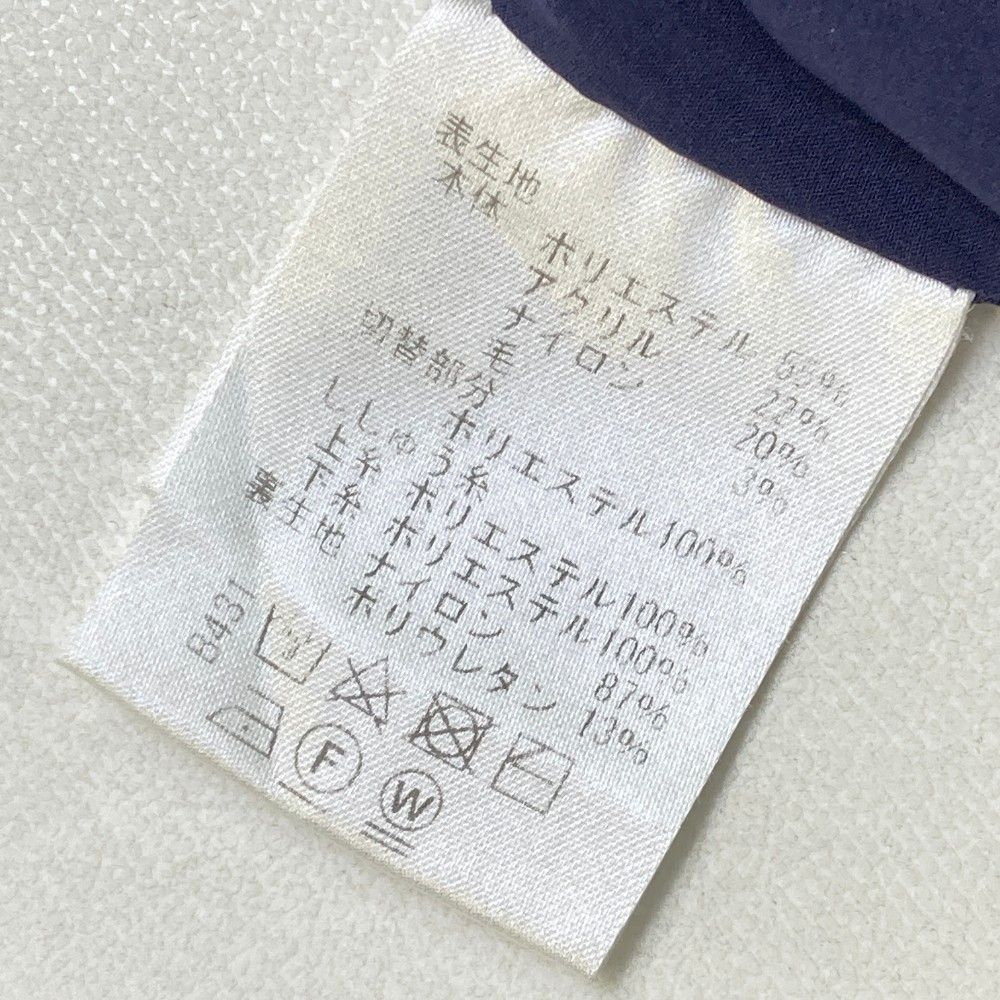 表生地
本体
ポリエステル 55%
アクリル 22%
ナイロン 20%
毛 3%
切替部分
ポリエステル100%
ししゅう糸
上糸 ポリエステル100%
下糸 ポリエステル100%
裏生地 ナイロン 87%
ポリウレタン 13%
B431
F
W